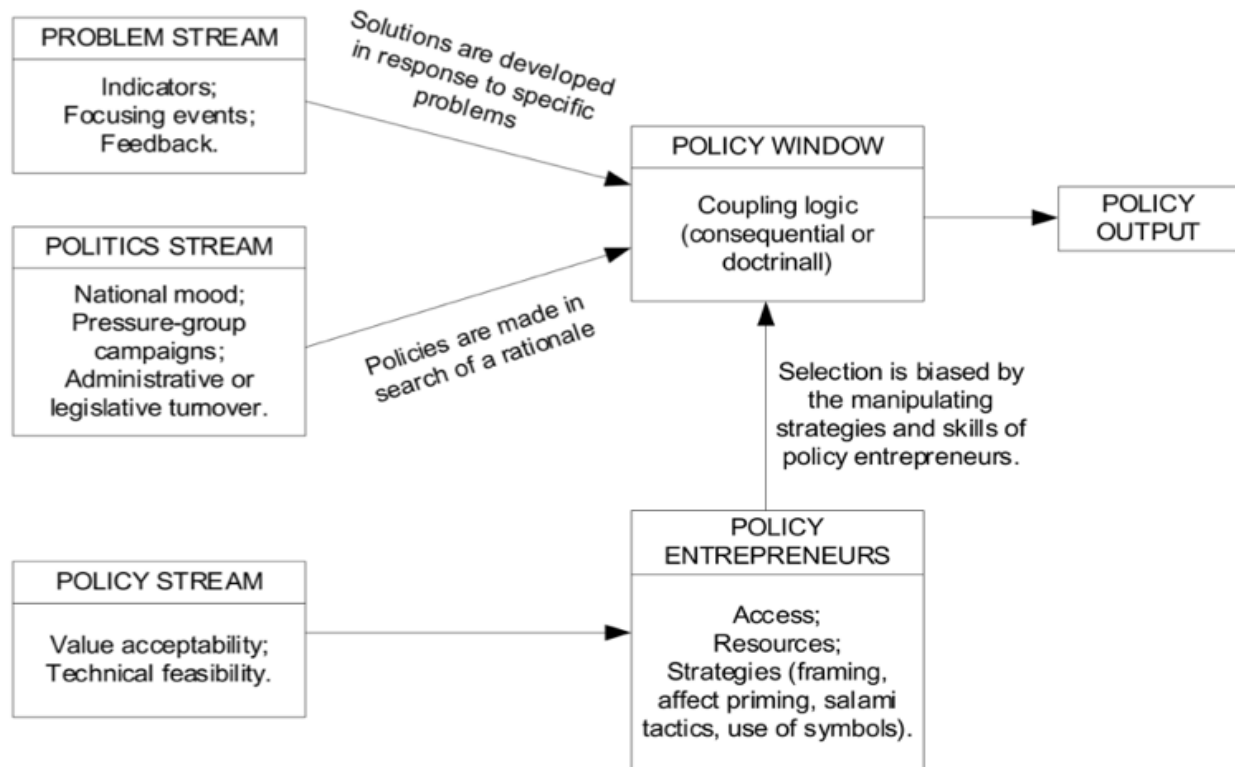 PROBLEM STREAM
Indicators;
Focusing events;
Feedback.
Solutions are developed
in response to specific
problems
POLITICS STREAM
National mood;
Pressure-group
campaigns;
Administrative or
legislative turnover.
Policies are made in
search of a rationale
POLICY WINDOW
Coupling logic
(consequential or
doctrinall)
POLICY
OUTPUT
Selection is biased by
the manipulating
strategies and skills of
policy entrepreneurs.
POLICY STREAM
Value acceptability;
Technical feasibility.
POLICY
ENTREPRENEURS
Access;
Resources;
Strategies (framing,
affect priming, salami
tactics, use of symbols).